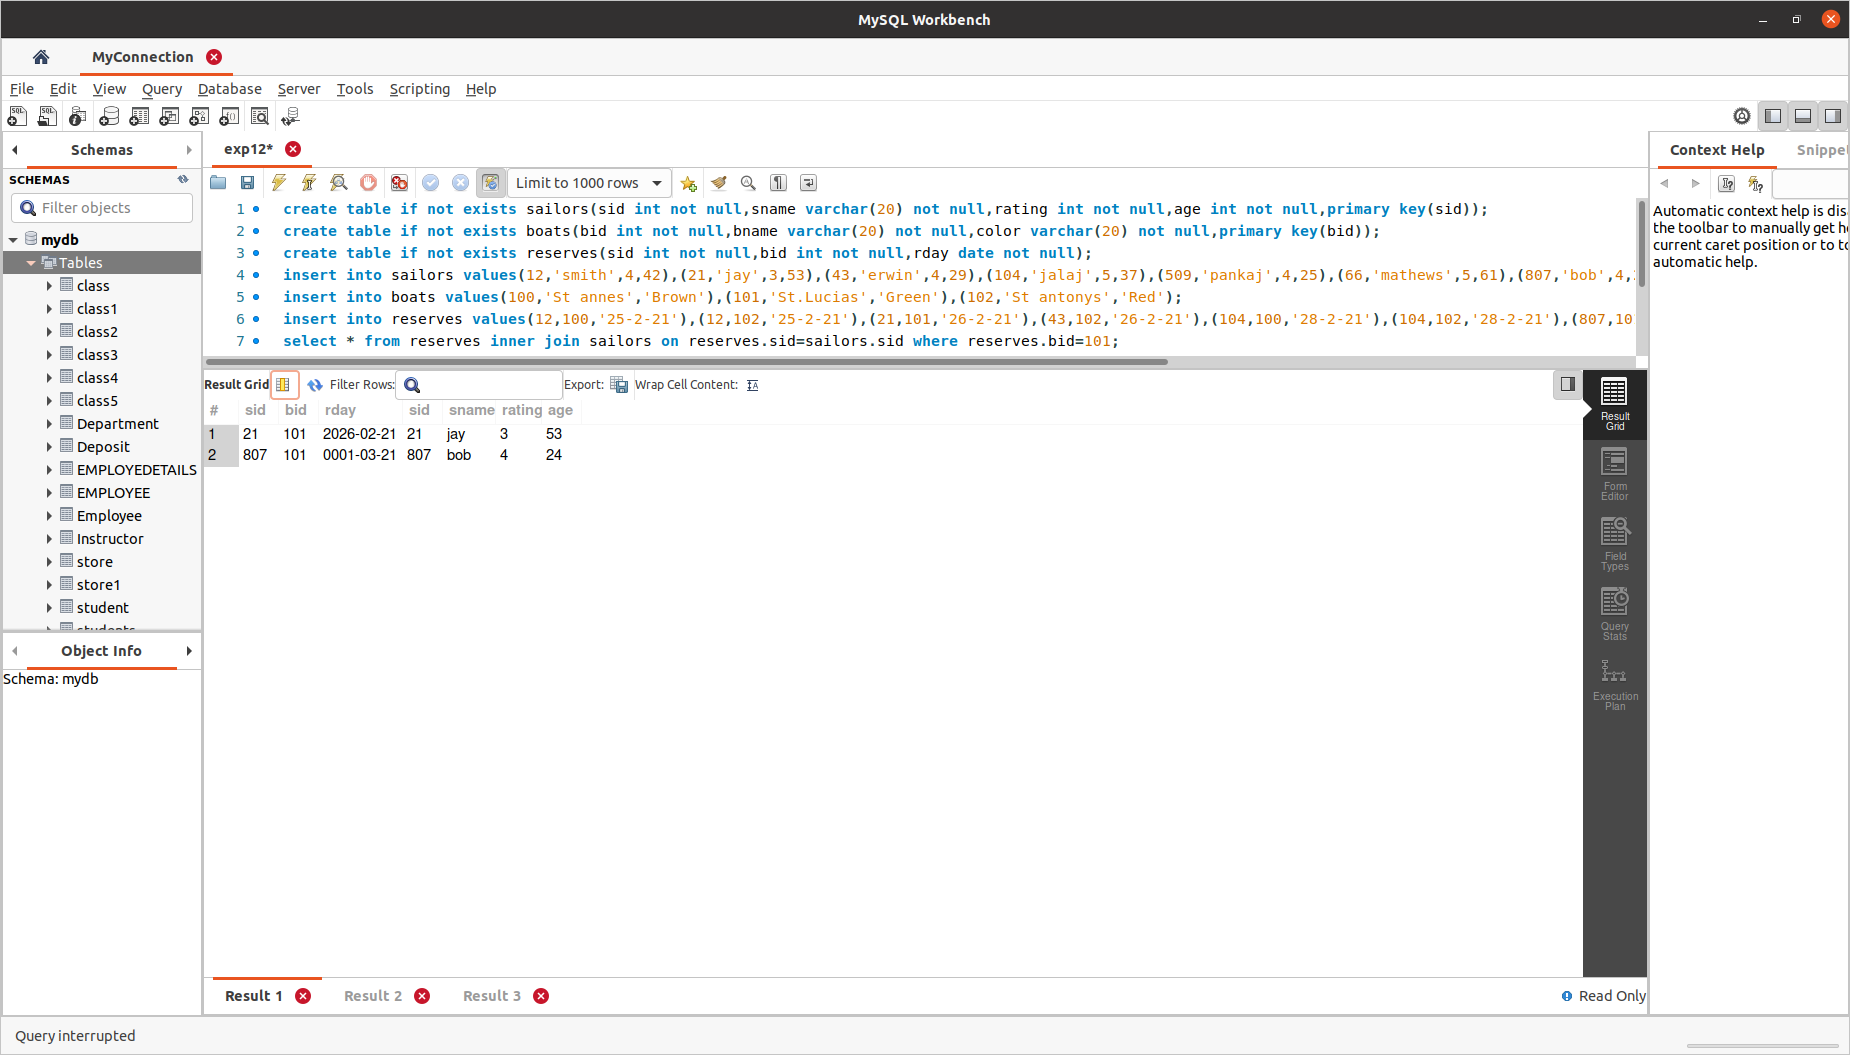 MySQL Workbench
MyConnection
File Edit View Query Database Server Tools Scripting Help
Schemas
SCHEMAS
Filter objects
mydb
Tables
class
class1
class2
class3
class4
class5
Department
Deposit
EMPLOYEDETAILS
EMPLOYEE
Employee
Instructor
store
store1
student
students
Object Info
Schema: mydb
exp12*
Limit to 1000 rows
1 create table if not exists sailors(sid int not null,sname varchar(20) not null,rating int not null,age int not null,primary key(sid));
2 create table if not exists boats(bid int not null,bname varchar(20) not null,color varchar(20) not null,primary key(bid));
3 create table if not exists reserves(sid int not null,bid int not null,rday date not null);
4 insert into sailors values(12,'smith',4,42),(21,'jay',3,53),(43,'erwin',4,29),(104,'jalaj',5,37),(509,'pankaj',4,25),(66,'mathews',5,61),(807,'bob',4,
5 insert into boats values(100,'St annes','Brown'),(101,'St.Lucias','Green'),(102,'St antonys','Red');
6 insert into reserves values(12,100,'25-2-21'),(12,102,'25-2-21'),(21,101,'26-2-21'),(43,102,'26-2-21'),(104,100,'28-2-21'),(104,102,'28-2-21'),(807,10
7 select * from reserves inner join sailors on reserves.sid=sailors.sid where reserves.bid=101;
Result Grid Filter Rows: Export: Wrap Cell Content:
# sid bid rday sid sname rating age
1 21 101 2026-02-21 21 jay 3 53
2 807 101 0001-03-21 807 bob 4 24
Result Grid
Form Editor
Field Types
Query Stats
Execution Plan
Result 1 Result 2 Result 3
Read Only
Context Help Snippe
Automatic context help is dis
the toolbar to manually get h
current caret position or to to
automatic help.
Query interrupted